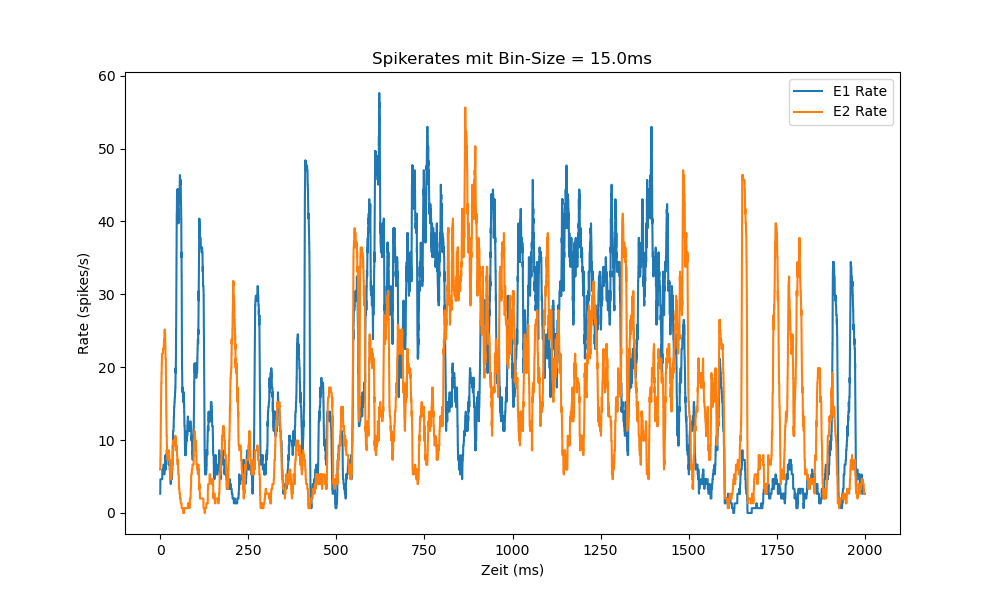 Spikerates mit Bin-Size = 15.0ms
60
50
40
30
20
10
0
Rate (spikes/s)
E1 Rate
E2 Rate
0 250 500 750 1000 1250 1500 1750 2000
Zeit (ms)